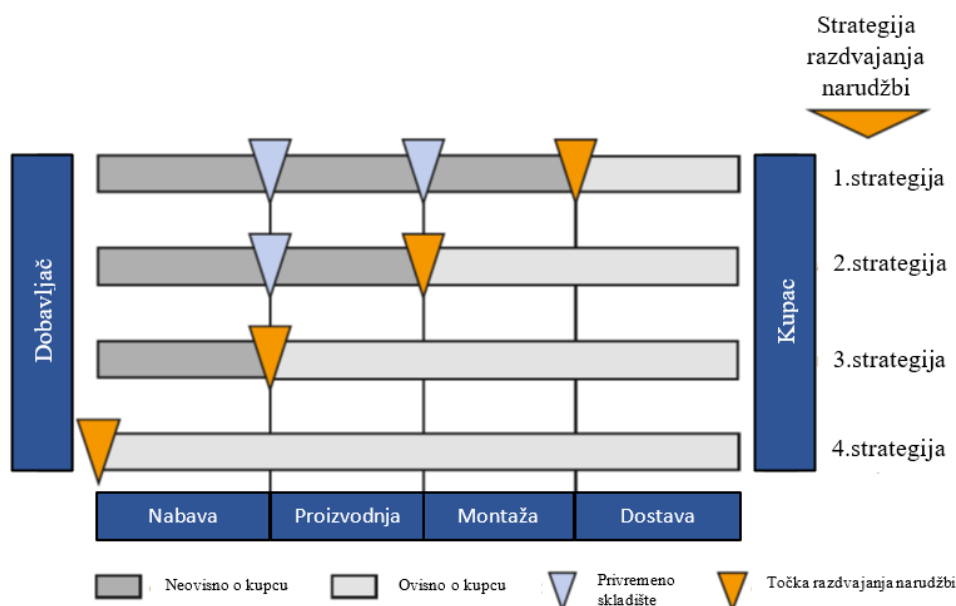 Strategija
razdvajanja
narudžbi
Dobavljač
Kupac
1.strategija
2.strategija
3.strategija
4.strategija
Nabava
Proizvodnja
Montaža
Dostava
Neovisno o kupcu
Ovisno o kupcu
Privremeno
skladište
Točka razdvajanja narudžbi